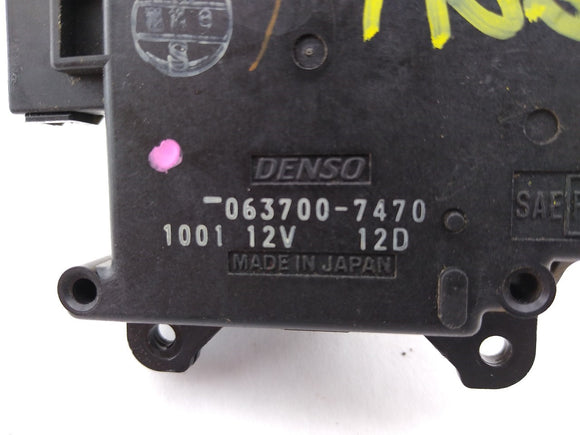 DENSO
-063700-7470
1001 12V 12D
MADE IN JAPAN
SAE